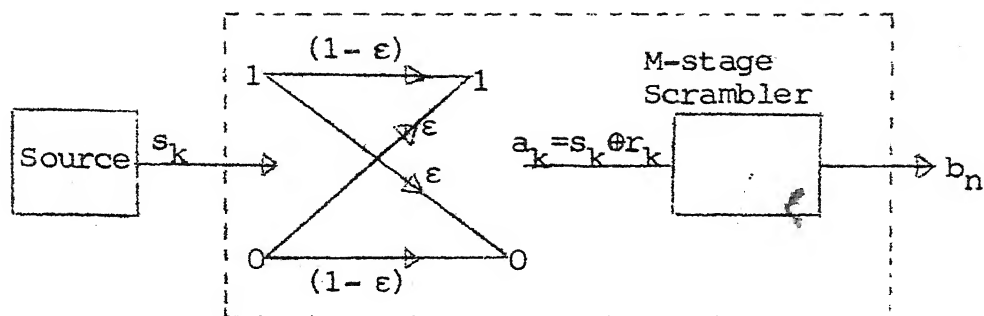 (1- ε)
M-stage
Scrambler
1
1
Source
s_k
ε
ε
a_k=s_k⊕r_k
b_n
0
0
(1- ε)